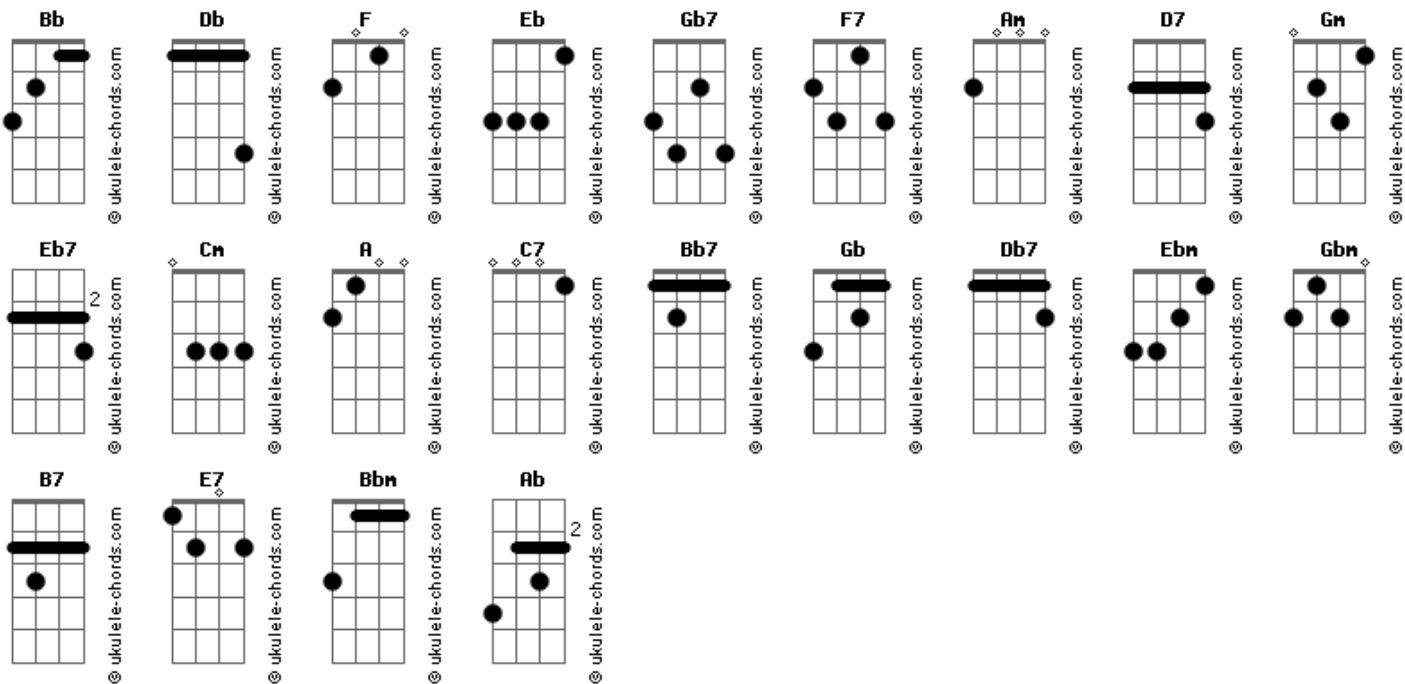 Bb Db F Eb Gb7 F7 Am D7 Gm
© ukulele-chords.com © ukulele-chords.com © ukulele-chords.com © ukulele-chords.com © ukulele-chords.com © ukulele-chords.com © ukulele-chords.com © ukulele-chords.com © ukulele-chords.com
Eb7 Cm A C7 Bb7 Gb Db7 Ebm Gbm
2
© ukulele-chords.com © ukulele-chords.com © ukulele-chords.com © ukulele-chords.com © ukulele-chords.com © ukulele-chords.com © ukulele-chords.com © ukulele-chords.com © ukulele-chords.com
B7 E7 Bbm Ab
2
© ukulele-chords.com © ukulele-chords.com © ukulele-chords.com © ukulele-chords.com